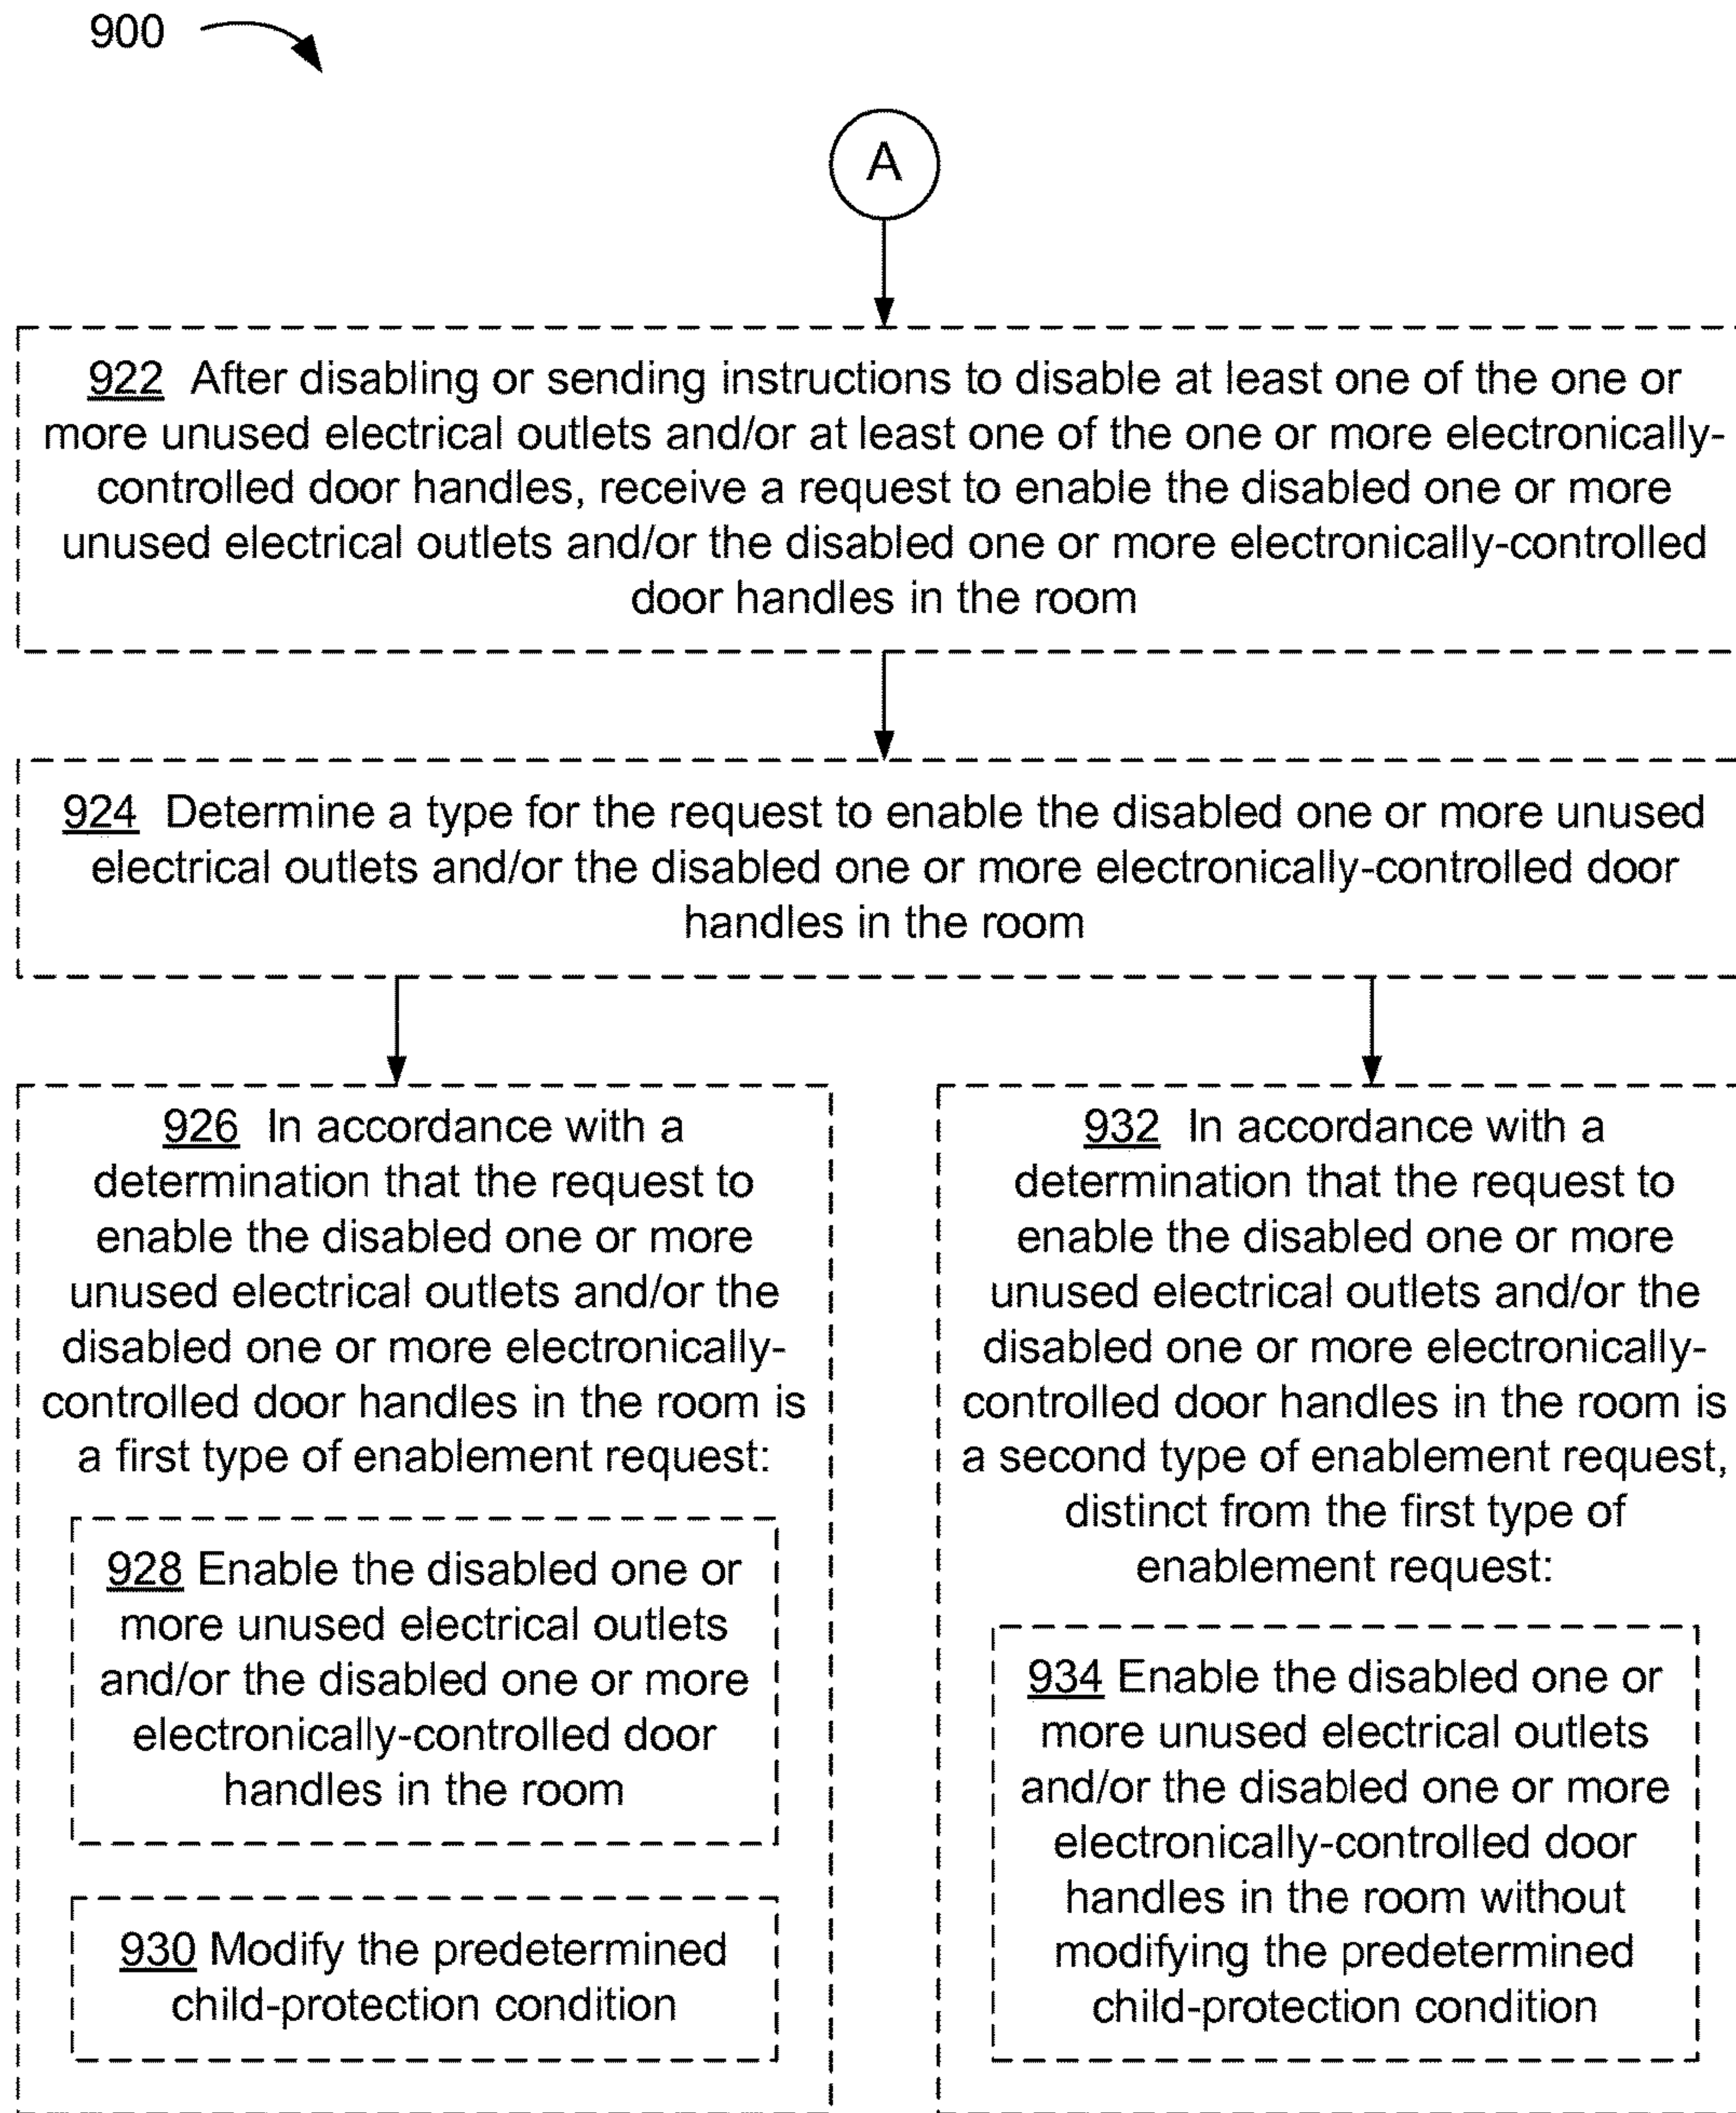 900
A
922 After disabling or sending instructions to disable at least one of the one or
more unused electrical outlets and/or at least one of the one or more electronically-
controlled door handles, receive a request to enable the disabled one or more
unused electrical outlets and/or the disabled one or more electronically-controlled
door handles in the room
924 Determine a type for the request to enable the disabled one or more unused
electrical outlets and/or the disabled one or more electronically-controlled door
handles in the room
926 In accordance with a
determination that the request to
enable the disabled one or more
unused electrical outlets and/or the
disabled one or more electronically-
controlled door handles in the room is
a first type of enablement request:
928 Enable the disabled one or
more unused electrical outlets
and/or the disabled one or more
electronically-controlled door
handles in the room
930 Modify the predetermined
child-protection condition
932 In accordance with a
determination that the request to
enable the disabled one or more
unused electrical outlets and/or the
disabled one or more electronically-
controlled door handles in the room is
a second type of enablement request,
distinct from the first type of
enablement request:
934 Enable the disabled one or
more unused electrical outlets
and/or the disabled one or more
electronically-controlled door
handles in the room without
modifying the predetermined
child-protection condition